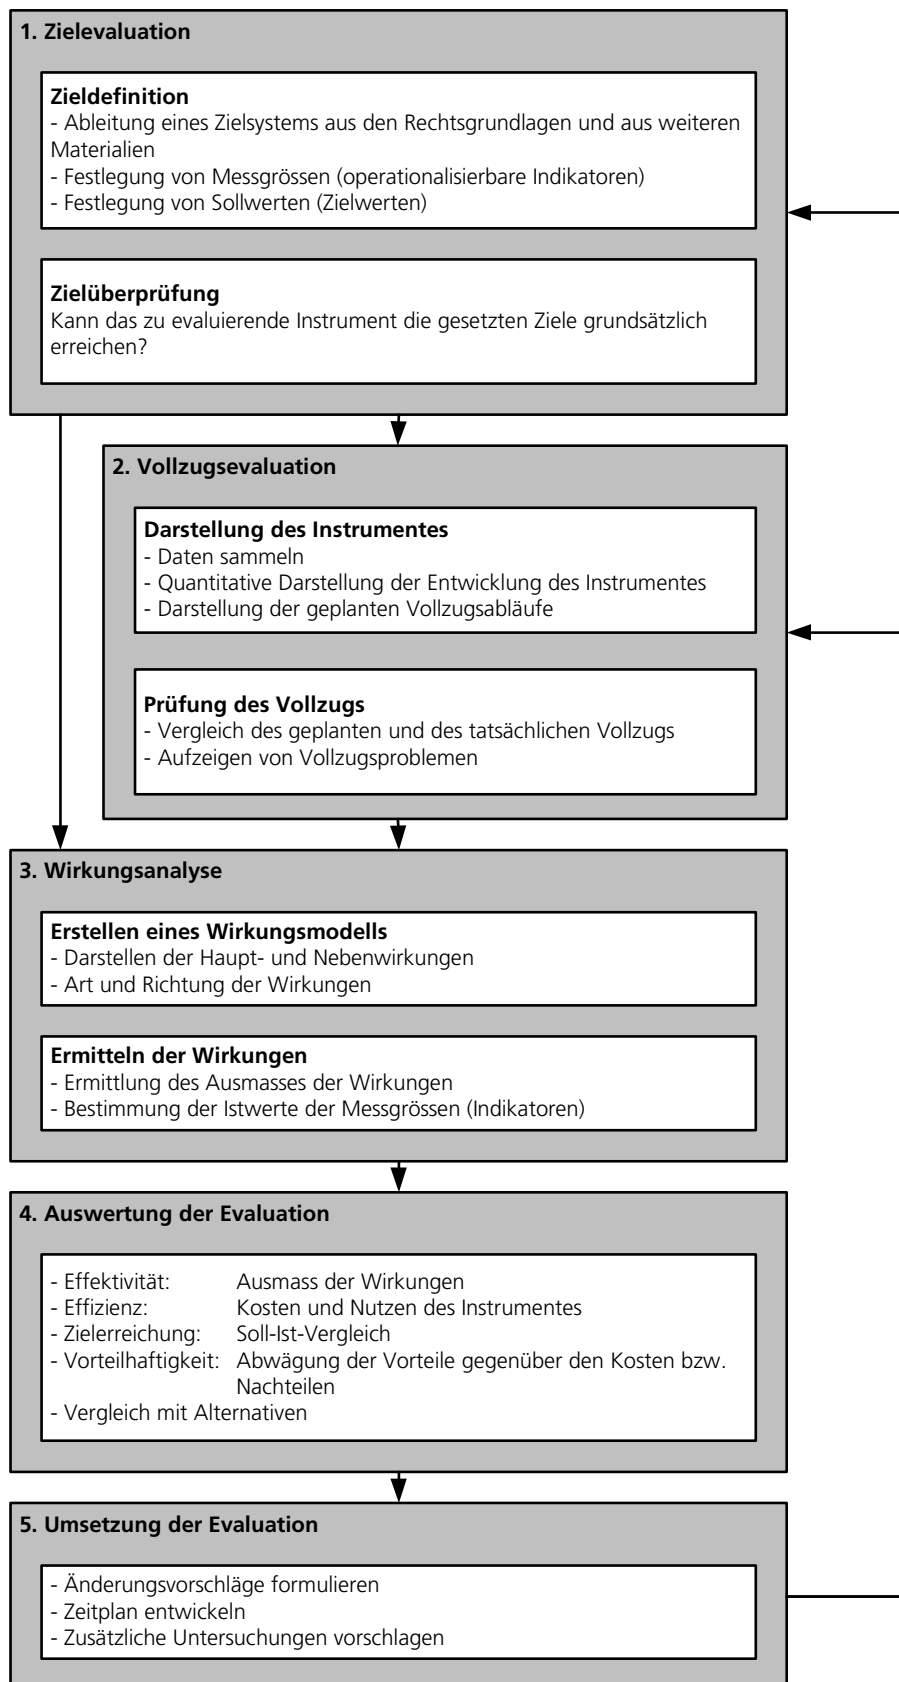 1. Zielevaluation
Zieldefinition
- Ableitung eines Zielsystems aus den Rechtsgrundlagen und aus weiteren
Materialien
- Festlegung von Messgrössen (operationalisierbare Indikatoren)
- Festlegung von Sollwerten (Zielwerten)
Zielüberprüfung
Kann das zu evaluierende Instrument die gesetzten Ziele grundsätzlich
erreichen?
2. Vollzugsevaluation
Darstellung des Instrumentes
- Daten sammeln
- Quantitative Darstellung der Entwicklung des Instrumentes
- Darstellung der geplanten Vollzugsabläufe
Prüfung des Vollzugs
- Vergleich des geplanten und des tatsächlichen Vollzugs
- Aufzeigen von Vollzugsproblemen
3. Wirkungsanalyse
Erstellen eines Wirkungsmodells
- Darstellen der Haupt- und Nebenwirkungen
- Art und Richtung der Wirkungen
Ermitteln der Wirkungen
- Ermittlung des Ausmasses der Wirkungen
- Bestimmung der Istwerte der Messgrössen (Indikatoren)
4. Auswertung der Evaluation
- Effektivität: Ausmass der Wirkungen
- Effizienz: Kosten und Nutzen des Instrumentes
- Zielerreichung: Soll-Ist-Vergleich
- Vorteilhaftigkeit: Abwägung der Vorteile gegenüber den Kosten bzw.
Nachteilen
- Vergleich mit Alternativen
5. Umsetzung der Evaluation
- Änderungsvorschläge formulieren
- Zeitplan entwickeln
- Zusätzliche Untersuchungen vorschlagen